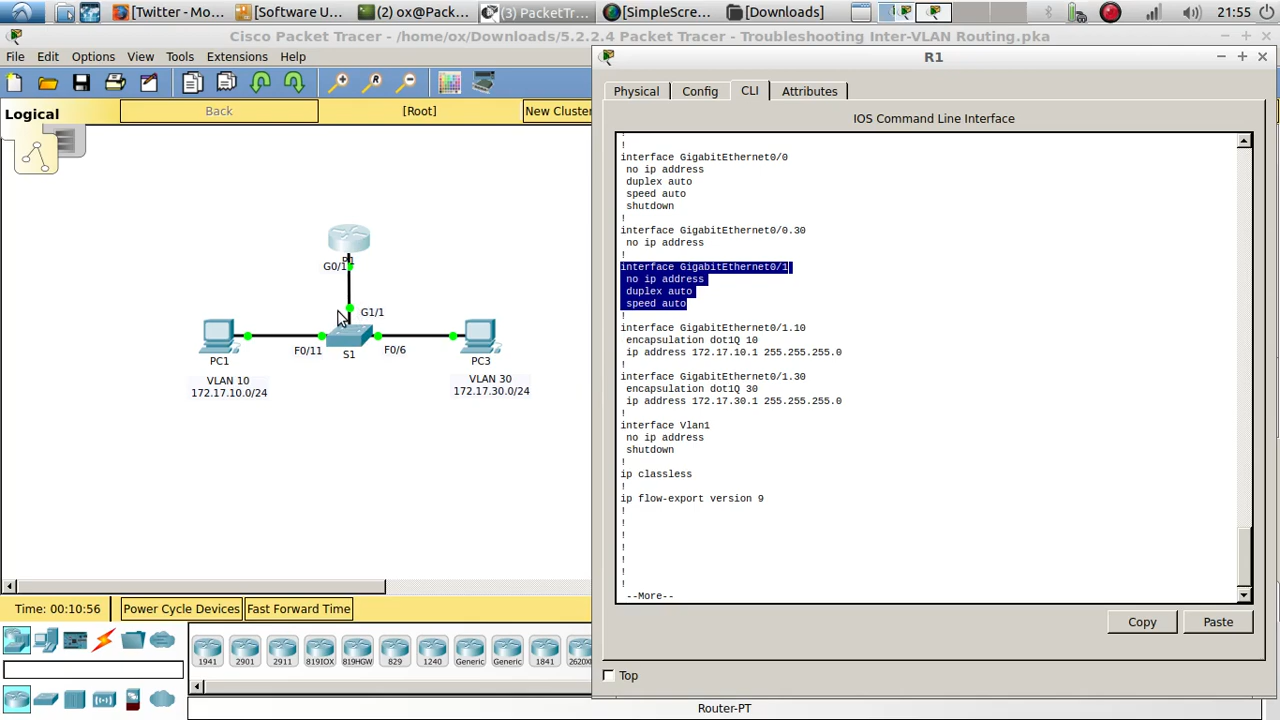 [Twitter - Mo...
[Software U...
(2) ox@Pack...
(3) PacketTr...
[SimpleScre...
[Downloads]
21:55
Cisco Packet Tracer - /home/ox/Downloads/5.2.2.4 Packet Tracer - Troubleshooting Inter-VLAN Routing.pka
File Edit Options View Tools Extensions Help
Logical
Back
[Root]
New Cluster
G0/1
G1/1
F0/11
F0/6
PC1
S1
PC3
VLAN 10
172.17.10.0/24
VLAN 30
172.17.30.0/24
Time: 00:10:56
Power Cycle Devices
Fast Forward Time
1941
2901
2911
819IOX
819HGW
829
1240
Generic
Generic
1841
Router-PT
R1
Physical
Config
CLI
Attributes
IOS Command Line Interface
!
!
interface GigabitEthernet0/0
no ip address
duplex auto
speed auto
shutdown
!
interface GigabitEthernet0/0.30
no ip address
!
interface GigabitEthernet0/1
no ip address
duplex auto
speed auto
!
interface GigabitEthernet0/1.10
encapsulation dot1Q 10
ip address 172.17.10.1 255.255.255.0
!
interface GigabitEthernet0/1.30
encapsulation dot1Q 30
ip address 172.17.30.1 255.255.255.0
!
interface Vlan1
no ip address
shutdown
!
ip classless
!
ip flow-export version 9
!
!
!
!
!
!
!
--More--
Copy
Paste
Top